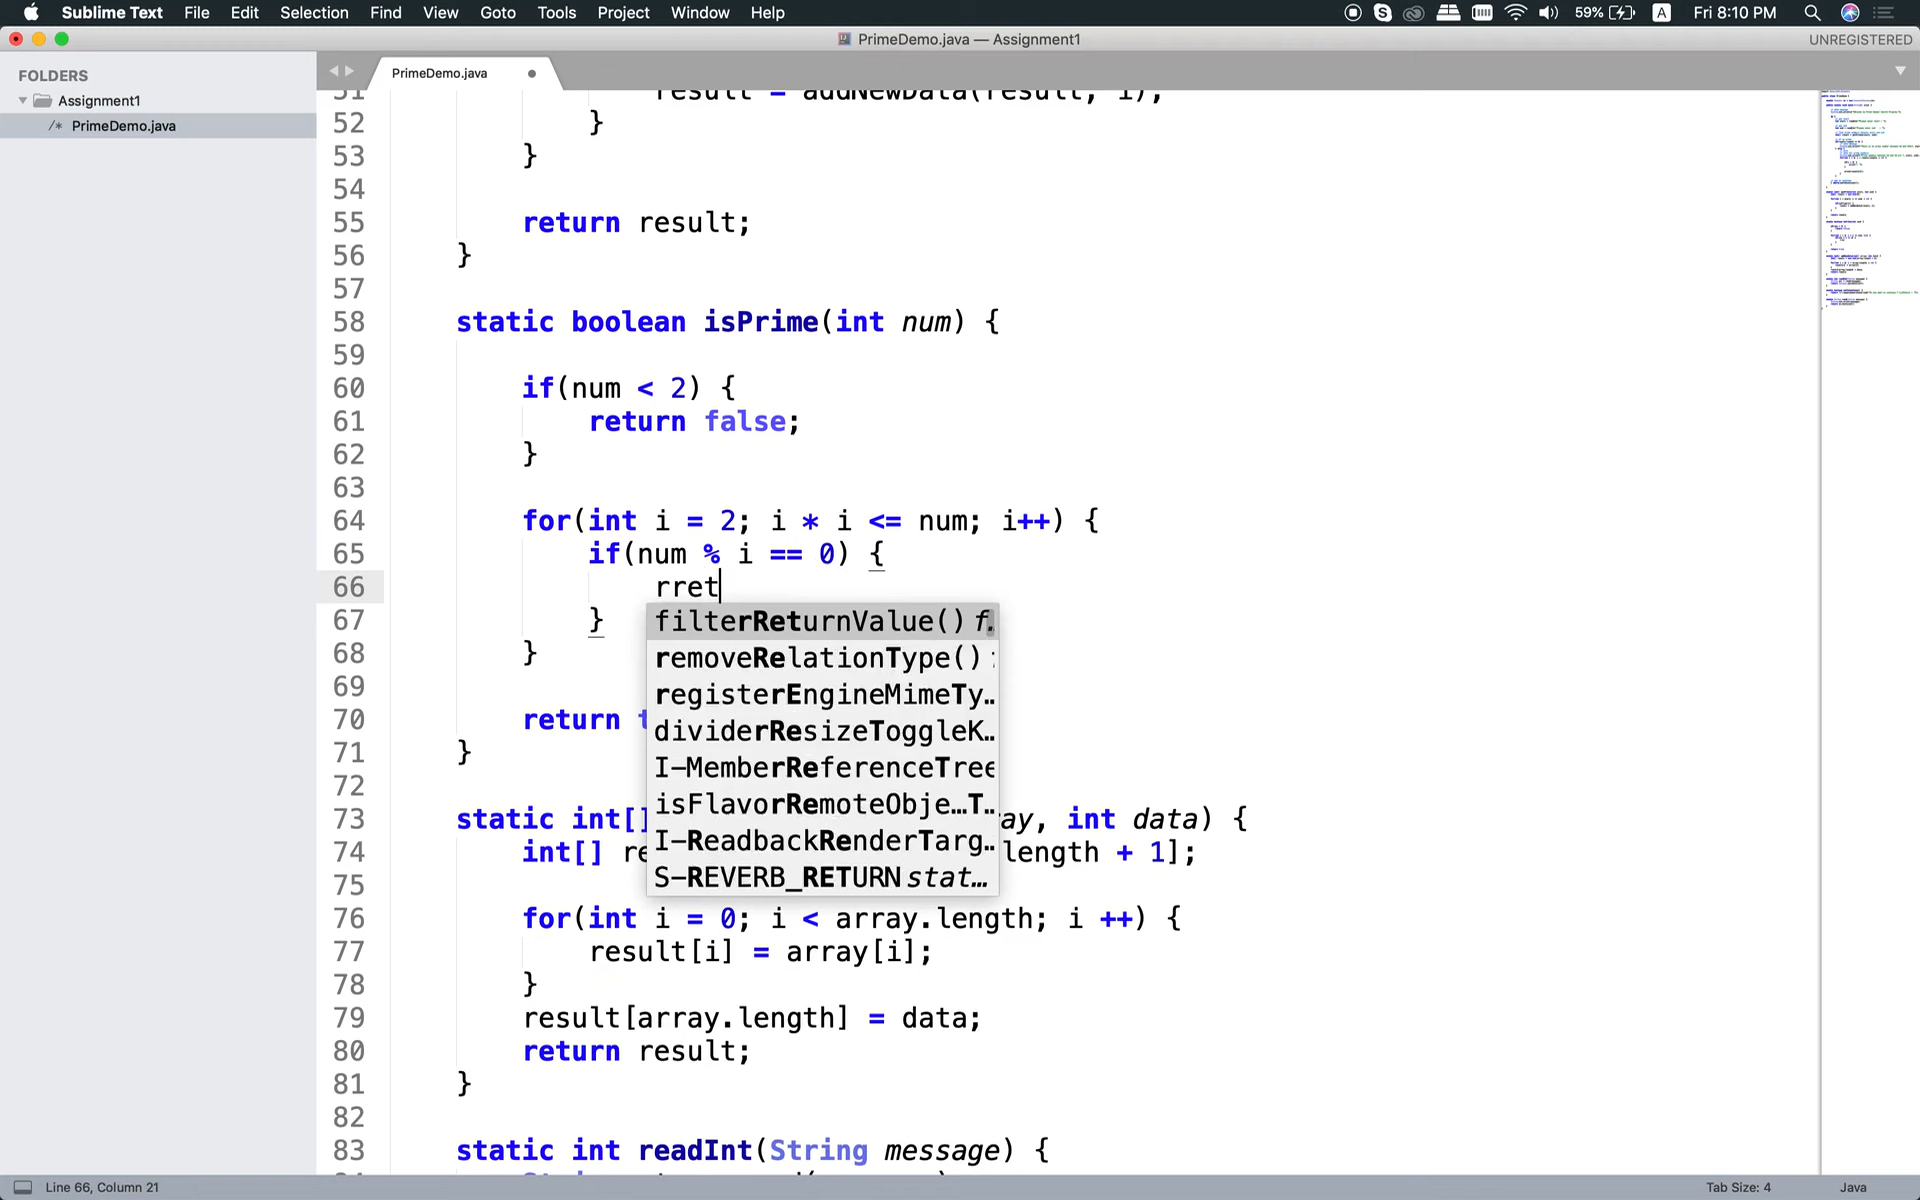 Sublime Text File Edit Selection Find View Goto Tools Project Window Help 59% A Fri 8:10 PM
PrimeDemo.java — Assignment1 UNREGISTERED
FOLDERS
Assignment1
/* PrimeDemo.java
PrimeDemo.java
51 result = addNewData(result, i);
52 }
53 }
54
55 return result;
56 }
57
58 static boolean isPrime(int num) {
59
60 if(num < 2) {
61 return false;
62 }
63
64 for(int i = 2; i * i <= num; i++) {
65 if(num % i == 0) {
66 rret
67 }
68 }
69
70 return t
71 }
72
73 static int[] ay, int data) {
74 int[] re length + 1];
75
76 for(int i = 0; i < array.length; i ++) {
77 result[i] = array[i];
78 }
79 result[array.length] = data;
80 return result;
81 }
82
83 static int readInt(String message) {
filterReturnValue() f…
removeRelationType()
registerEngineMimeTy…
dividerResizeToggleK…
I–MemberReferenceTree
isFlavorRemoteObje…T…
I–ReadbackRenderTarg…
S–REVERB_RETURN stat…
Line 66, Column 21 Tab Size: 4 Java